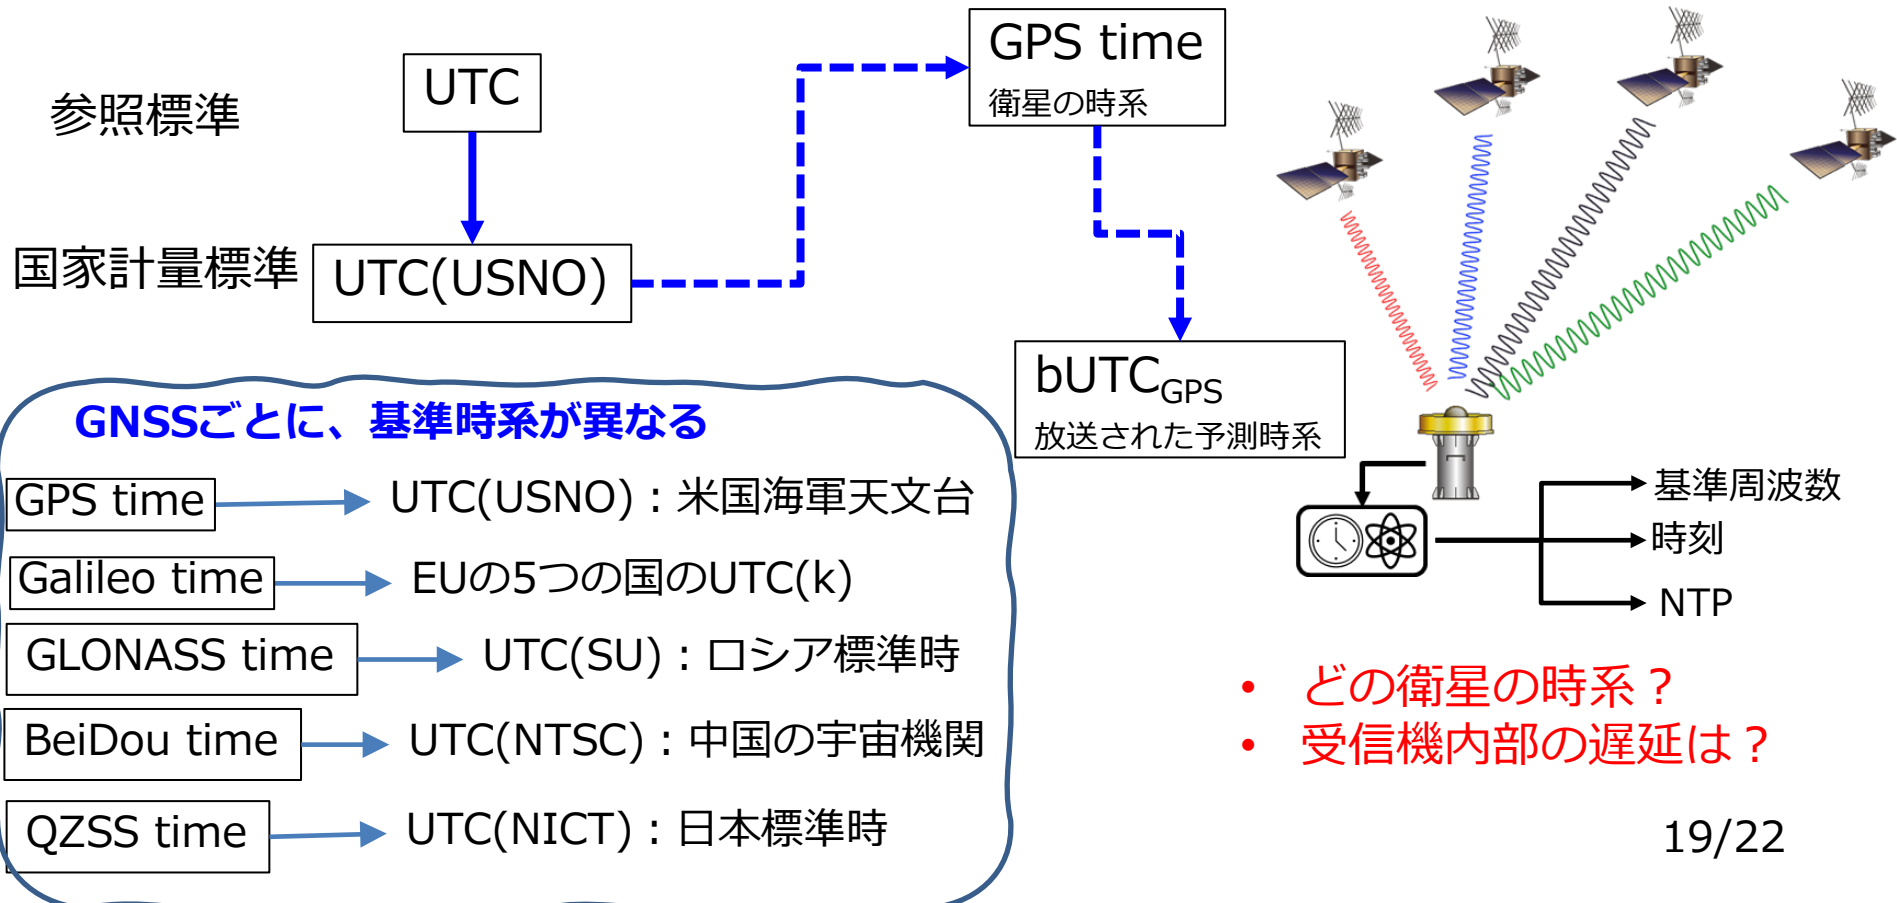 参照標準
UTC
国家計量標準
UTC(USNO)
GPS time
衛星の時系
bUTCGPS
放送された予測時系
GNSSごとに、基準時系が異なる
GPS time
UTC(USNO)：米国海軍天文台
Galileo time
EUの5つの国のUTC(k)
GLONASS time
UTC(SU)：ロシア標準時
BeiDou time
UTC(NTSC)：中国の宇宙機関
QZSS time
UTC(NICT)：日本標準時
基準周波数
時刻
NTP
• どの衛星の時系？
• 受信機内部の遅延は？
19/22